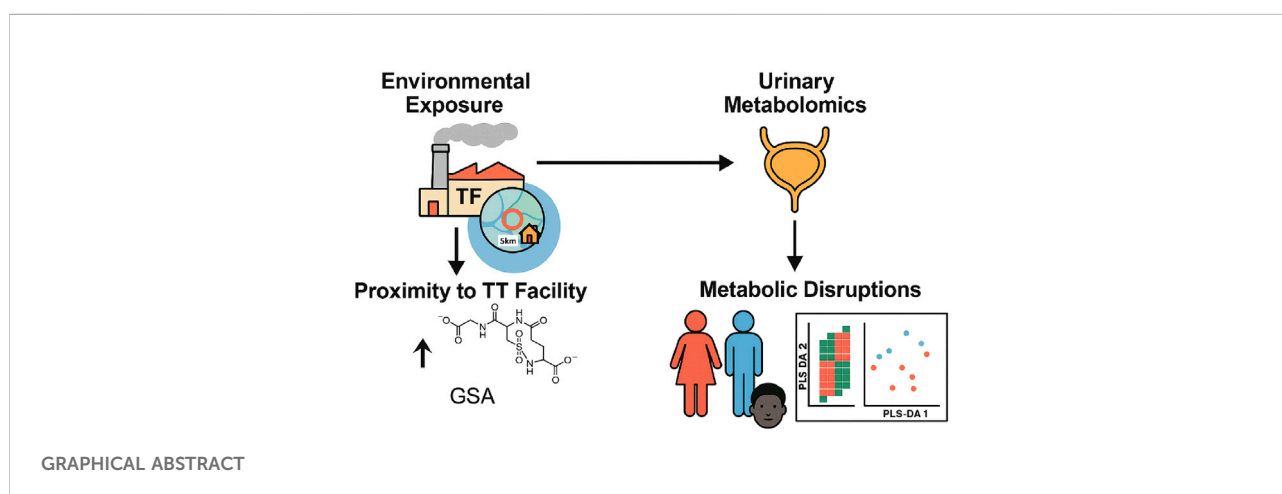 Environmental
Exposure
Urinary
Metabolomics
TF
5km
Proximity to TT Facility
Metabolic Disruptions
O
O
O
H
N
O
⁻O
N
H
O
S
O
N
H
O⁻
O
GSA
PLS DA 2
PLS-DA 1
GRAPHICAL ABSTRACT